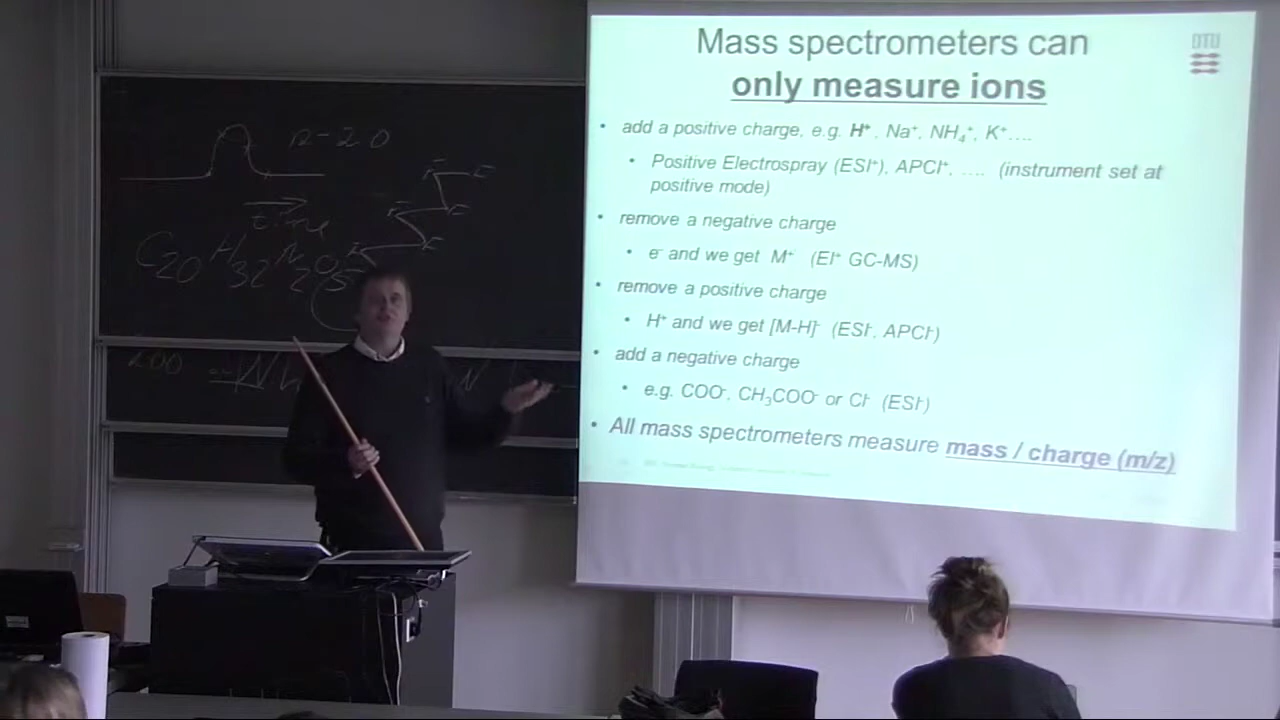 Mass spectrometers can
only measure ions
DTU
• add a positive charge, e.g. H⁺, Na⁺, NH₄⁺, K⁺….
• Positive Electrospray (ESI⁺), APCI⁺, …. (instrument set at
positive mode)
• remove a negative charge
• e⁻ and we get M⁺ (EI⁺ GC-MS)
• remove a positive charge
• H⁺ and we get [M-H]⁻ (ESI⁻, APCI⁻)
• add a negative charge
• e.g. COO⁻, CH₃COO⁻ or Cl⁻ (ESI⁻)
• All mass spectrometers measure mass / charge (m/z)
time
200